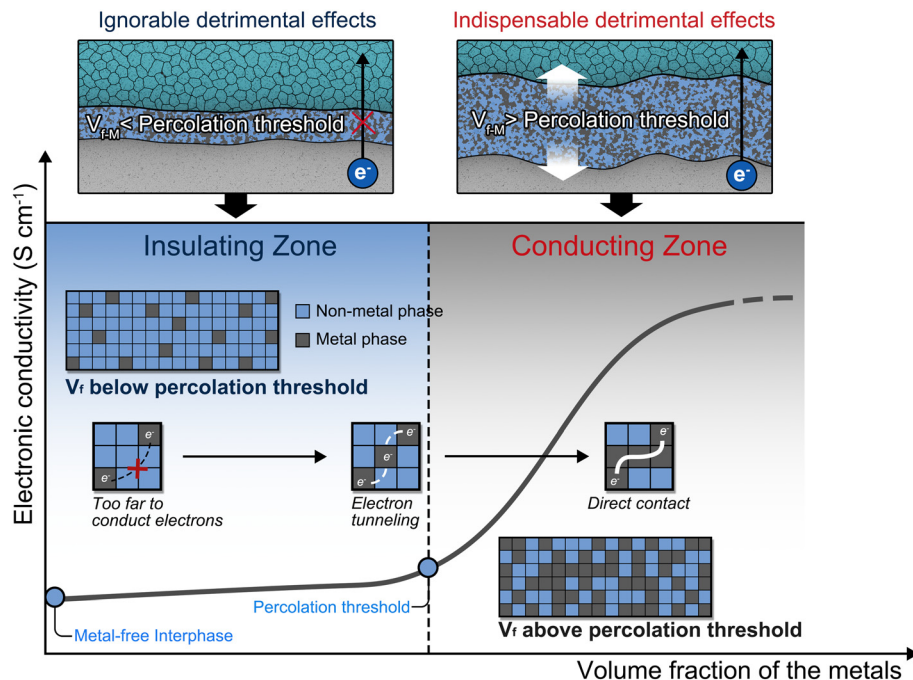 Ignorable detrimental effects
Indispensable detrimental effects
Vf-M < Percolation threshold
e-
Vf-M > Percolation threshold
e-
Electronic conductivity (S cm-1)
Insulating Zone
Conducting Zone
Non-metal phase
Metal phase
Vf below percolation threshold
e-
e-
Too far to
conduct electrons
e-
e-
e-
Electron
tunneling
e-
e-
Direct contact
Percolation threshold
Metal-free Interphase
Vf above percolation threshold
Volume fraction of the metals